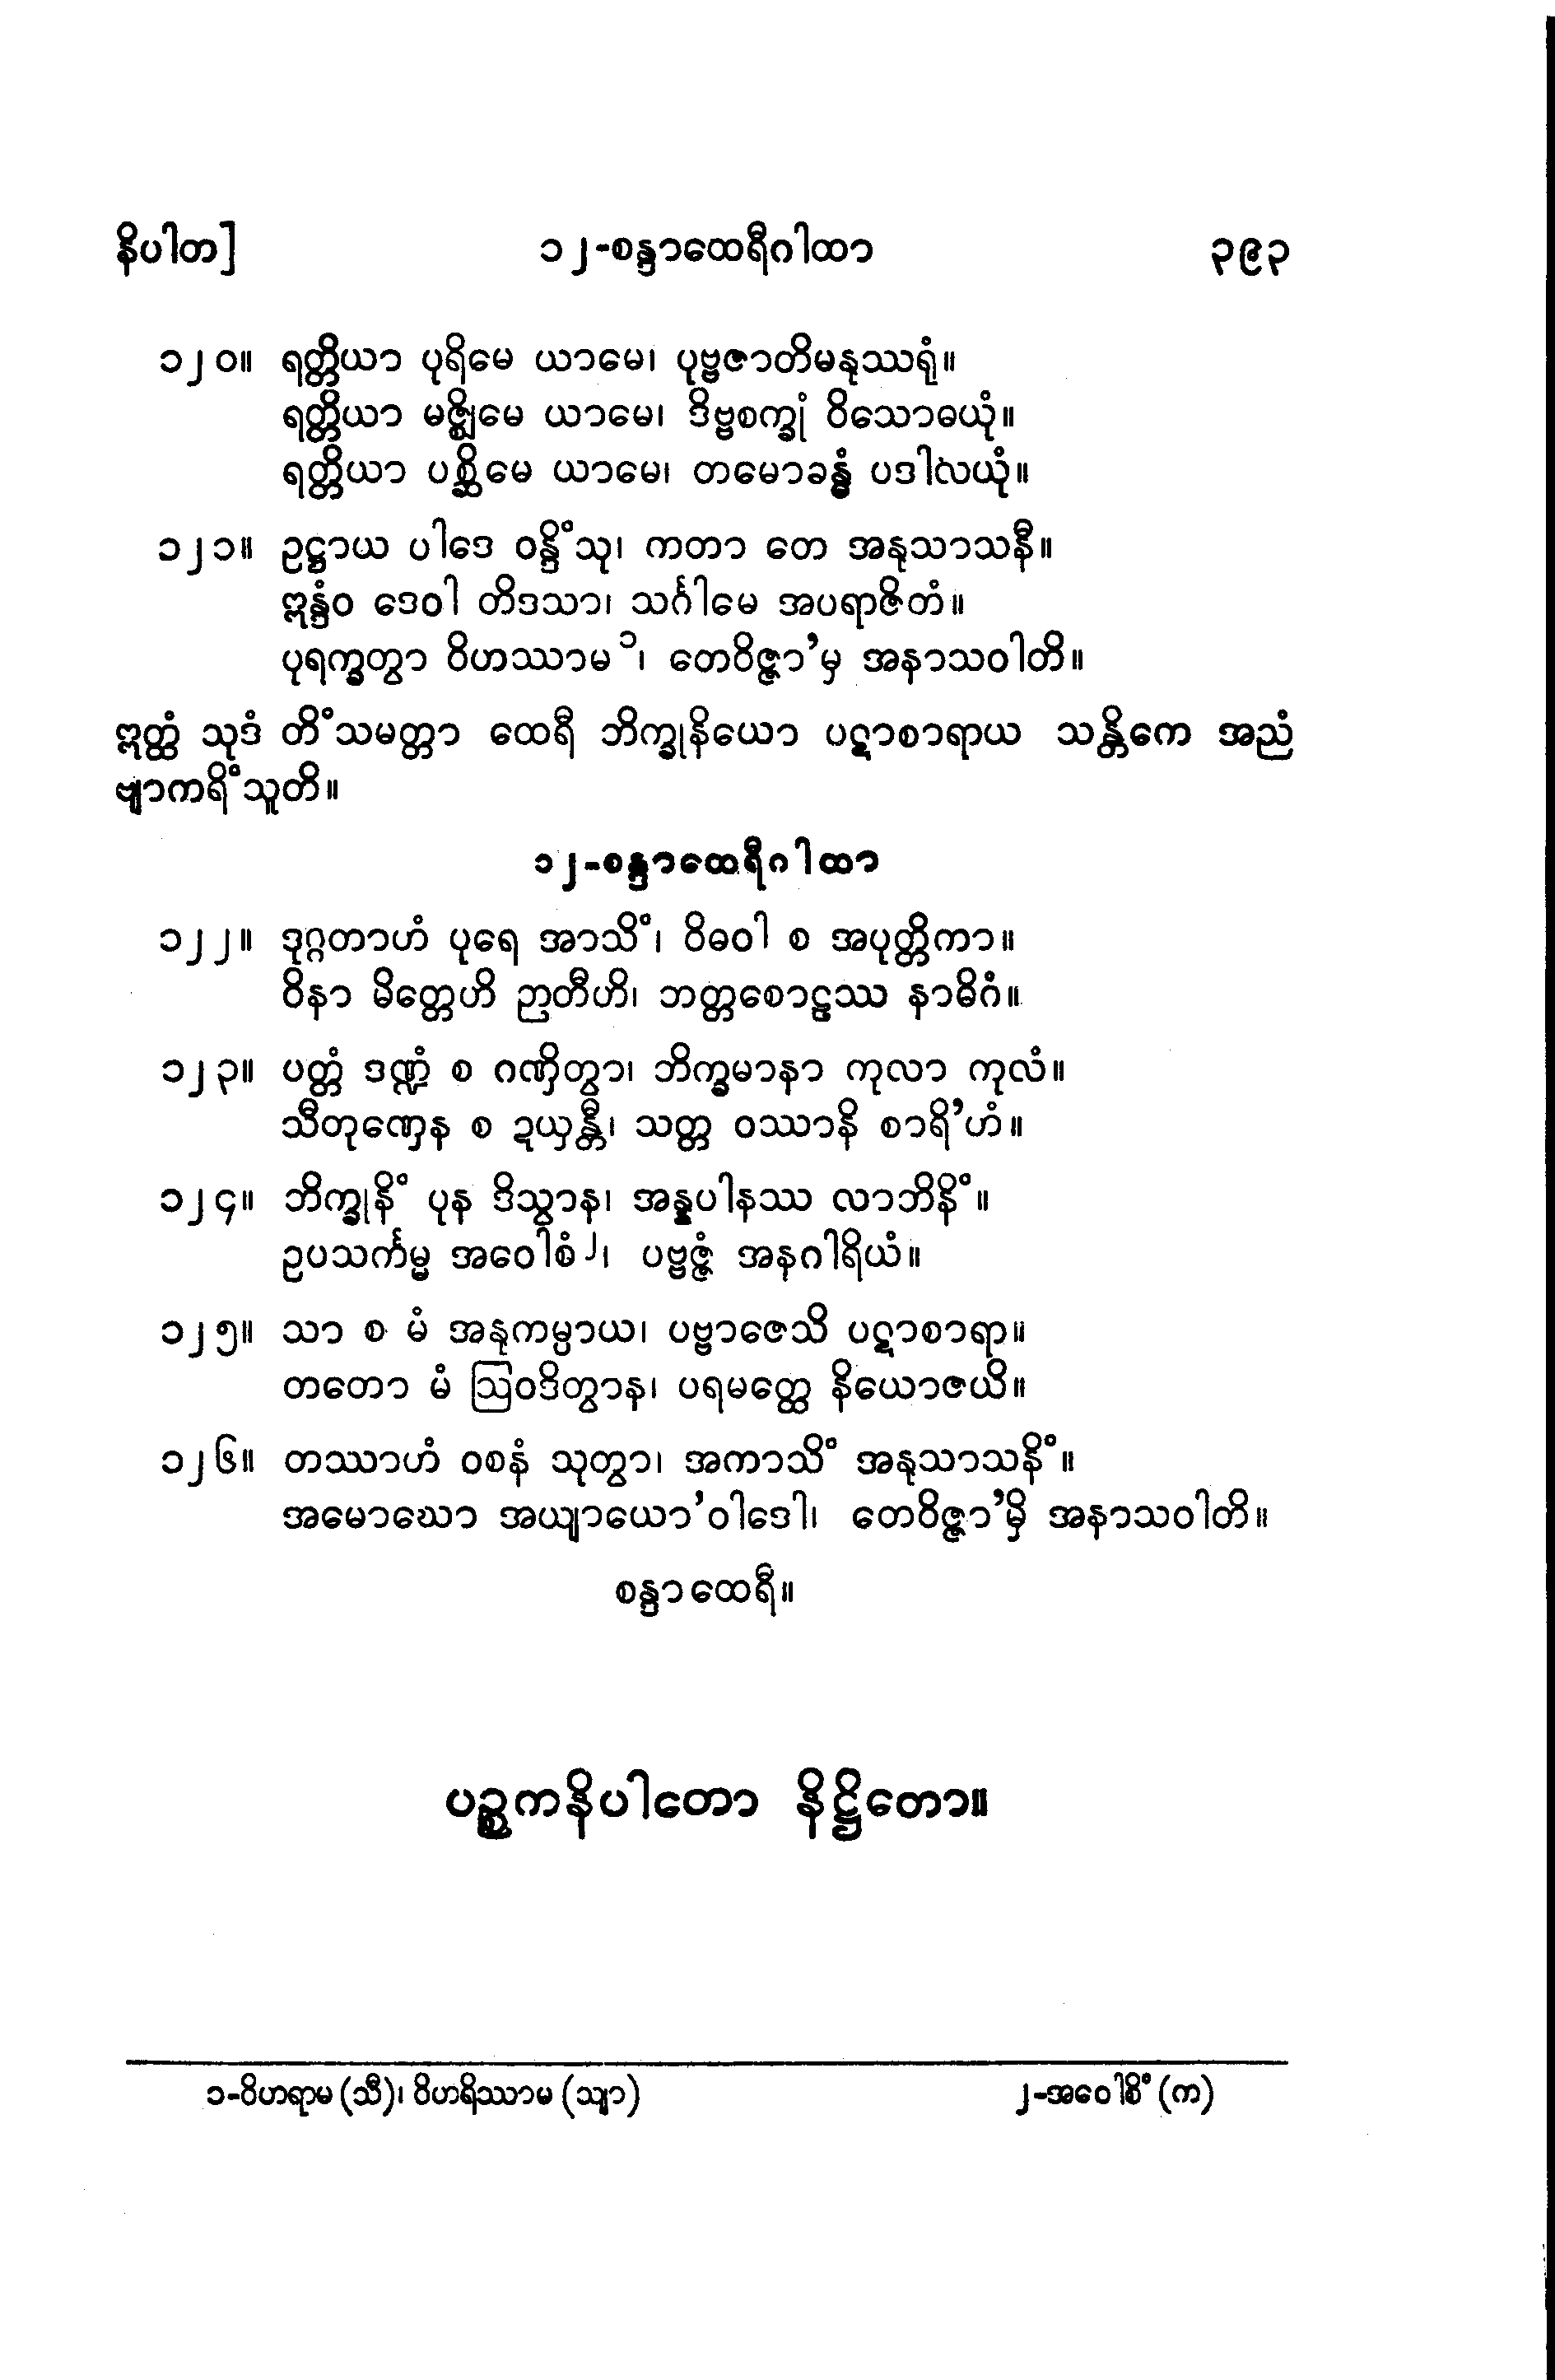 နိပါတ] ၁၂-စန္ဒာထေရီဂါထာ ၃၉၃
၁၂၀။ ရတ္တိယာ ပုရိမေ ယာမေ၊ ပုဗ္ဗဇာတိမနုဿရုံ။
ရတ္တိယာ မဇ္ဈိမေ ယာမေ၊ ဒိဗ္ဗစက္ခုံ ဝိသောဓယုံ။
ရတ္တိယာ ပစ္ဆိမေ ယာမေ၊ တမောခန္ဓံ ပဒါလယုံ။
၁၂၁။ ဥဋ္ဌာယ ပါဒေ ဝန္ဒိံသု၊ ကတာ တေ အနုသာသနီ။
ဣန္ဒံဝ ဒေဝါ တိဒသာ၊ သင်္ဂါမေ အပရာဇိတံ။
ပုရက္ခတွာ ဝိဟဿာမ ၁၊ တေဝိဇ္ဇာ’မှ အနာသဝါတိ။
ဣတ္ထံ သုဒံ တိံသမတ္တာ ထေရီ ဘိက္ခုနိယော ပဋာစာရာယ သန္တိကေ အညံ
ဗျာကရိံသူတိ။
၁၂-စန္ဒာထေရီဂါထာ
၁၂၂။ ဒုဂ္ဂတာဟံ ပုရေ အာသိံ၊ ဝိဓဝါ စ အပုတ္တိကာ။
ဝိနာ မိတ္တေဟိ ဉာတီဟိ၊ ဘတ္တစောဠဿ နာဓိဂံ။
၁၂၃။ ပတ္တံ ဒဏ္ဍံ စ ဂဏှိတွာ၊ ဘိက္ခမာနာ ကုလာ ကုလံ။
သီတုဏှေန စ ဍယှန္တီ၊ သတ္တ ဝဿာနိ စာရိ’ဟံ။
၁၂၄။ ဘိက္ခုနိံ ပုန ဒိသွာန၊ အန္နပါနဿ လာဘိနိံ။
ဥပသင်္ကမ္မ အဝေါစံ ၂၊ ပဗ္ဗဇ္ဇံ အနဂါရိယံ။
၁၂၅။ သာ စ မံ အနုကမ္ပာယ၊ ပဗ္ဗာဇေသိ ပဋာစာရာ။
တတော မံ ဩဝဒိတွာန၊ ပရမတ္ထေ နိယောဇယိ။
၁၂၆။ တဿာဟံ ဝစနံ သုတွာ၊ အကာသိံ အနုသာသနိံ။
အမောဃော အယျာယော’ဝါဒေါ၊ တေဝိဇ္ဇာ’မှိ အနာသဝါတိ။
စန္ဒာထေရီ။
ပဉ္စကနိပါတော နိဋ္ဌိတော။
၁-ဝိဟရာမ (သီ)၊ ဝိဟရိဿာမ (သျာ) ၂-အဝေါစိံ (က)